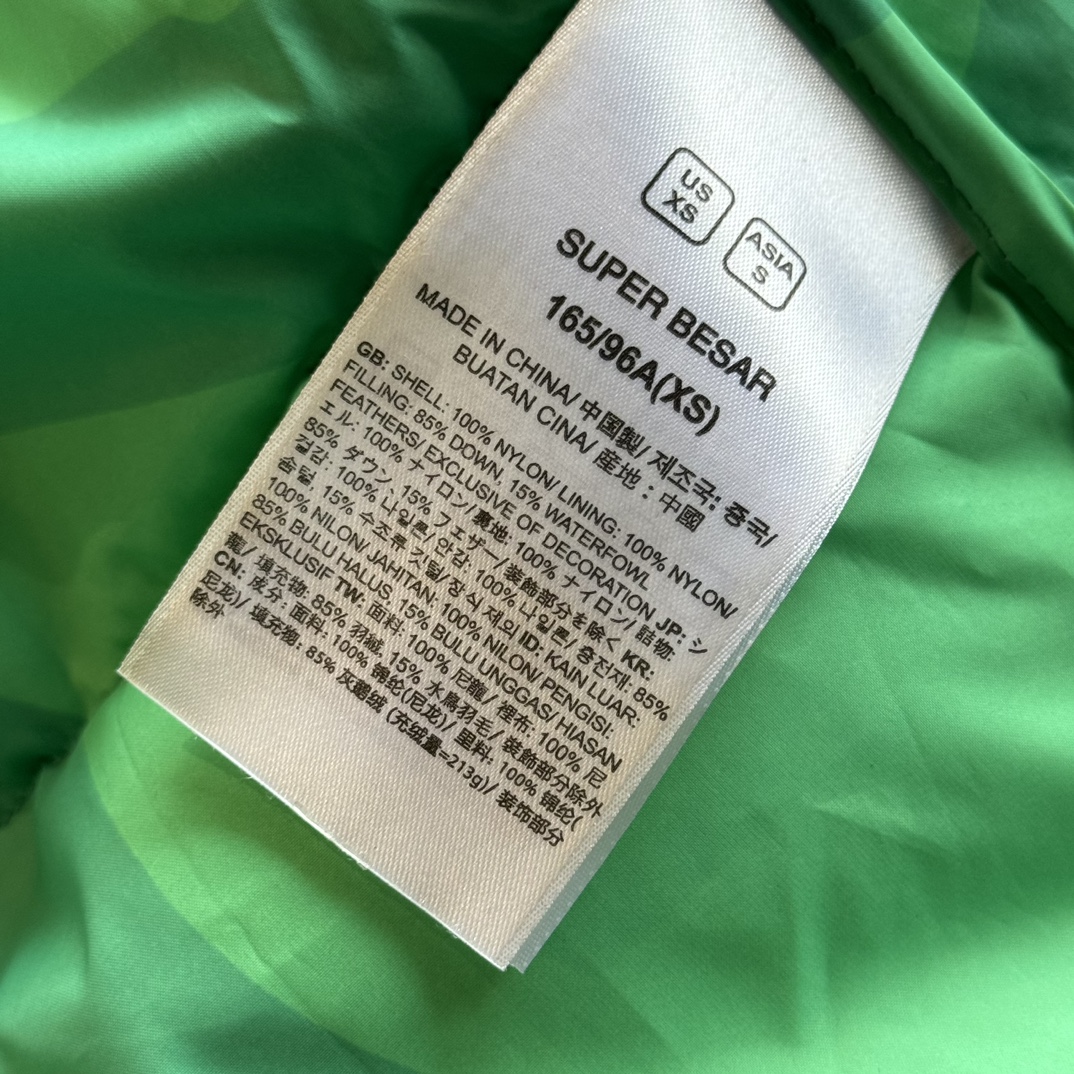 US
XS
ASIA
S
SUPER BESAR
165/96A(XS)
MADE IN CHINA/ 中国製/ 제조국: 중국/
BUATAN CINA/ 産地：中國
GB: SHELL: 100% NYLON/ LINING: 100% NYLON/
FILLING: 85% DOWN, 15% WATERFOWL
FEATHERS/ EXCLUSIVE OF DECORATION JP: シ
ェル: 100% ナイロン/裏地: 100% ナイロン/ 詰物:
85% ダウン, 15% フェザー/装飾部分を除く KR:
겉감: 100% 나일론/안감: 100% 나일론/ 충전재: 85%
솜털, 15% 수조류 깃털/장식 제외 ID: KAIN LUAR:
100% NILON/ JAHITAN: 100% NILON/ PENGISI:
85% BULU HALUS, 15% BULU UNGGAS/ HIASAN
EKSKLUSIF TW: 面料: 100% 尼龍/ 裡布: 100% 尼
龍/ 填充物: 85% 羽絨, 15% 水鳥羽毛/ 裝飾部分除外
CN: 皮分: 面料: 100% 锦纶(尼龙)/ 里料: 100% 锦纶(
尼龙)/ 填充物: 85% 灰鹅绒 (充绒量=213g)/ 装饰部分
除外